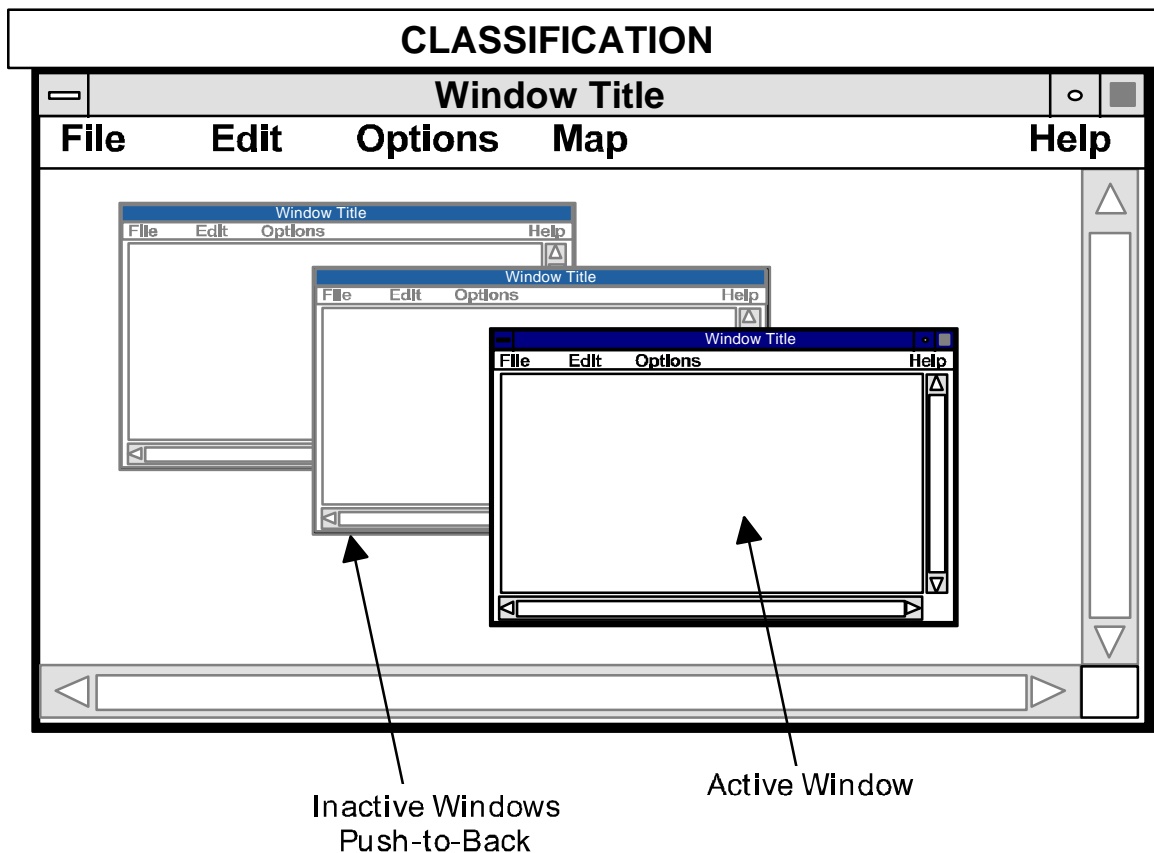 CLASSIFICATION
Window Title
File Edit Options Map Help
Window Title
File Edit Options Help
Window Title
File Edit Options Help
Window Title
File Edit Options Help
Active Window
Inactive Windows
Push-to-Back